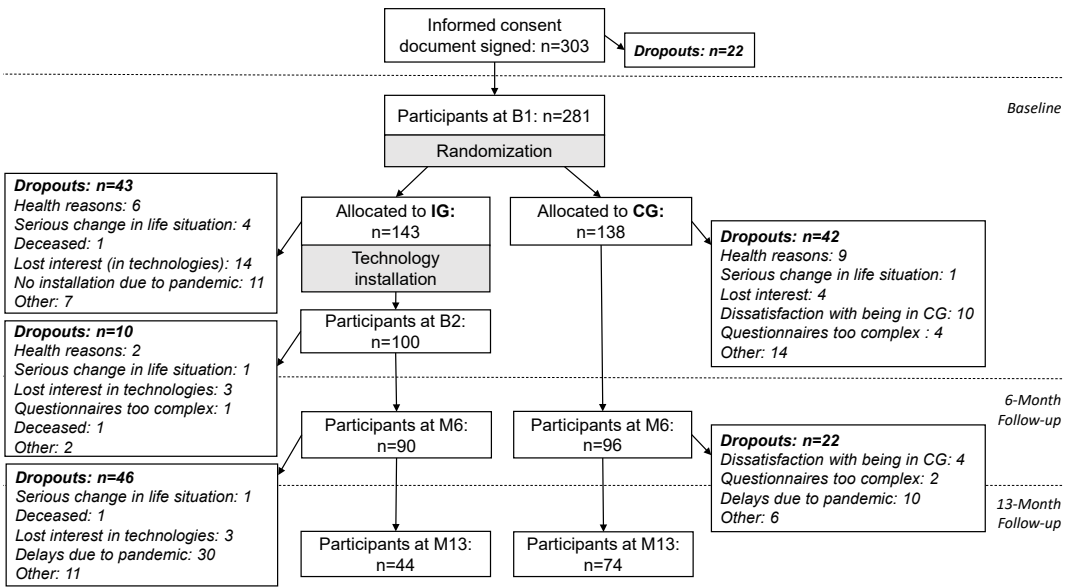 Informed consent
document signed: n=303
Dropouts: n=22
Baseline
Participants at B1: n=281
Randomization
Dropouts: n=43
Health reasons: 6
Serious change in life situation: 4
Deceased: 1
Lost interest (in technologies): 14
No installation due to pandemic: 11
Other: 7
Allocated to IG:
n=143
Technology
installation
Allocated to CG:
n=138
Dropouts: n=42
Health reasons: 9
Serious change in life situation: 1
Lost interest: 4
Dissatisfaction with being in CG: 10
Questionnaires too complex : 4
Other: 14
Participants at B2:
n=100
Dropouts: n=10
Health reasons: 2
Serious change in life situation: 1
Lost interest in technologies: 3
Questionnaires too complex: 1
Deceased: 1
Other: 2
6-Month
Follow-up
Participants at M6:
n=90
Participants at M6:
n=96
Dropouts: n=22
Dissatisfaction with being in CG: 4
Questionnaires too complex: 2
Delays due to pandemic: 10
Other: 6
Dropouts: n=46
Serious change in life situation: 1
Deceased: 1
Lost interest in technologies: 3
Delays due to pandemic: 30
Other: 11
13-Month
Follow-up
Participants at M13:
n=44
Participants at M13:
n=74